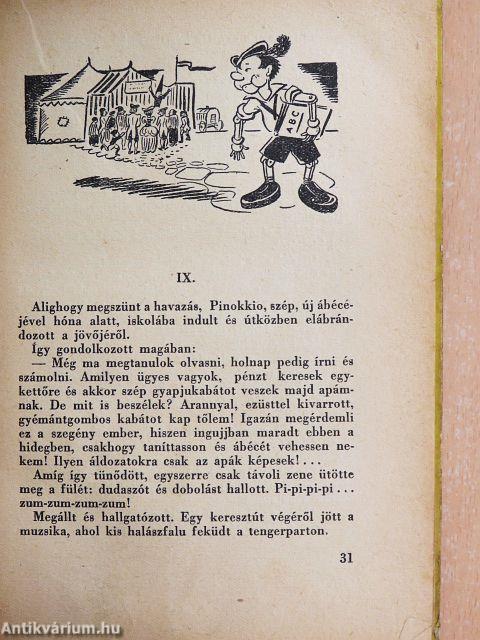 ABC
IX.
Alighogy megszünt a havazás, Pinokkio, szép, új ábécé-
jével hóna alatt, iskolába indult és útközben elábrán-
dozott a jövőjéről.
Így gondolkozott magában:
— Még ma megtanulok olvasni, holnap pedig írni és
számolni. Amilyen ügyes vagyok, pénzt keresek egy-
kettőre és akkor szép gyapjukabátot veszek majd apám-
nak. De mit is beszélek? Arannyal, ezüsttel kivarrott,
gyémántgombos kabátot kap tőlem! Igazán megérdemli
ez a szegény ember, hiszen ingujjban maradt ebben a
hidegben, csakhogy taníttasson és ábécét vehessen ne-
kem! Ilyen áldozatokra csak az apák képesek!...
Amíg így tünődött, egyszerre csak távoli zene ütötte
meg a fülét: dudaszót és dobolást hallott. Pi-pi-pi-pi...
zum-zum-zum-zum!
Megállt és hallgatózott. Egy keresztút végéről jött a
muzsika, ahol kis halászfalu feküdt a tengerparton.
31
Antikvárium.hu